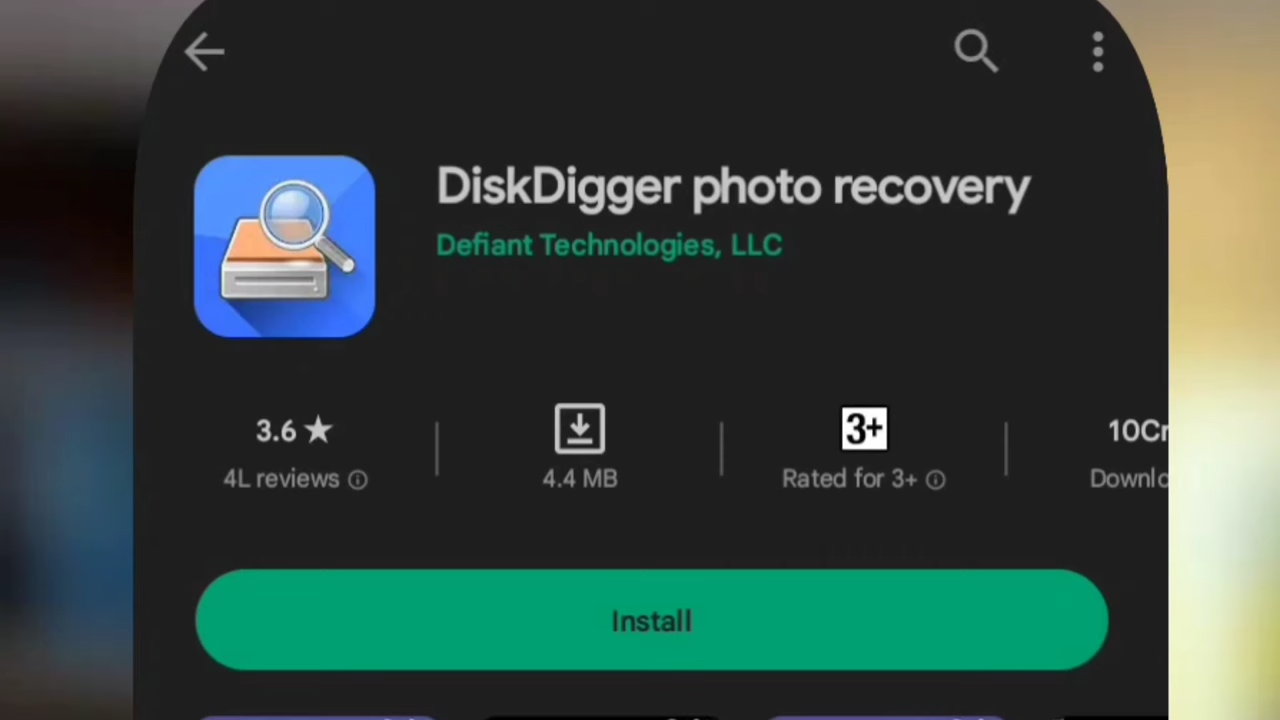 DiskDigger photo recovery
Defiant Technologies, LLC
3.6 ★
4L reviews
4.4 MB
3+
Rated for 3+
Install